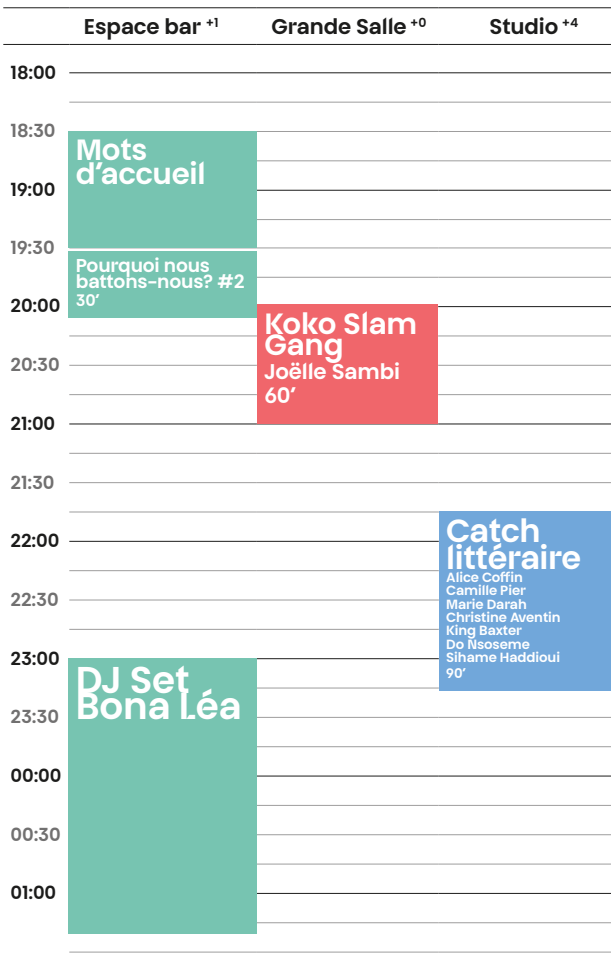 Espace bar +1 Grande Salle +0 Studio +4
18:00
18:30
Mots
d’accueil
19:00
19:30
Pourquoi nous
battons-nous? #2
30’
20:00
Koko Slam
Gang
Joëlle Sambi
60’
20:30
21:00
21:30
Catch
littéraire
Alice Coffin
Camille Pier
Marie Darah
Christine Aventin
King Baxter
Do Nsoseme
Sihame Haddioui
90’
22:00
22:30
23:00
DJ Set
Bona Léa
23:30
00:00
00:30
01:00